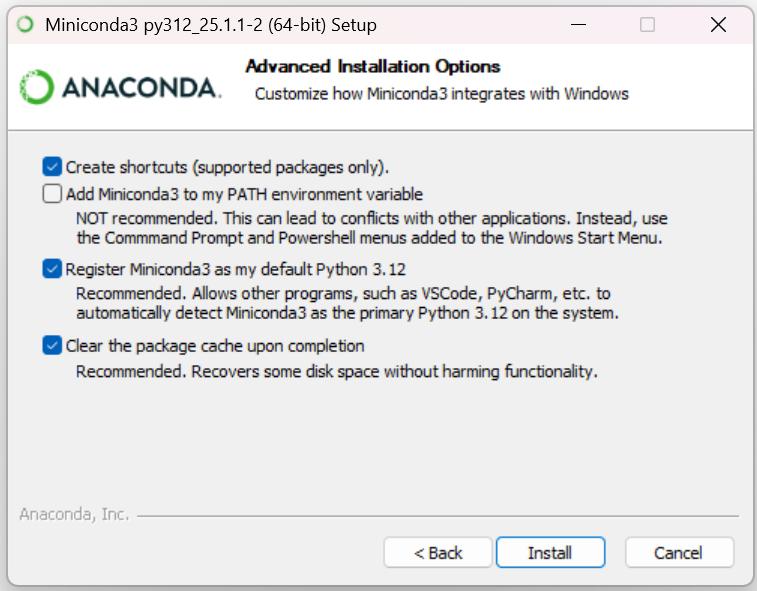 Miniconda3 py312_25.1.1-2 (64-bit) Setup
ANACONDA.
Advanced Installation Options
Customize how Miniconda3 integrates with Windows
Create shortcuts (supported packages only).
Add Miniconda3 to my PATH environment variable
NOT recommended. This can lead to conflicts with other applications. Instead, use
the Commmand Prompt and Powershell menus added to the Windows Start Menu.
Register Miniconda3 as my default Python 3.12
Recommended. Allows other programs, such as VSCode, PyCharm, etc. to
automatically detect Miniconda3 as the primary Python 3.12 on the system.
Clear the package cache upon completion
Recommended. Recovers some disk space without harming functionality.
Anaconda, Inc.
< Back
Install
Cancel